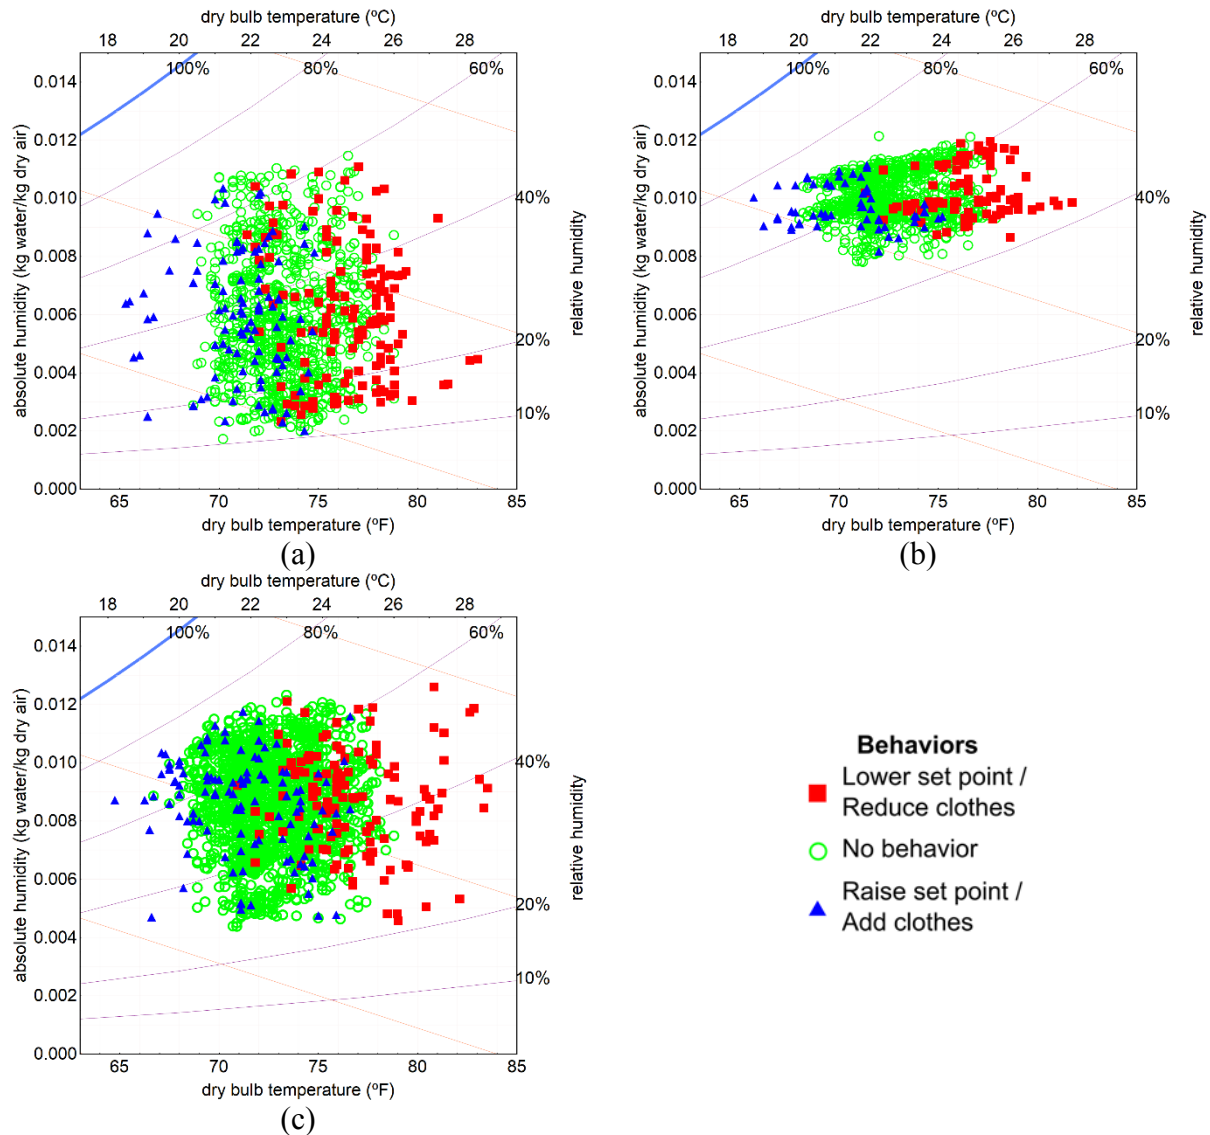 dry bulb temperature (ºC)
18 20 22 24 26 28
100% 80% 60%
0.014
0.012
0.010
0.008
0.006
0.004
0.002
0.000
absolute humidity (kg water/kg dry air)
40%
20%
10%
relative humidity
65 70 75 80 85
dry bulb temperature (ºF)
(a)
dry bulb temperature (ºC)
18 20 22 24 26 28
100% 80% 60%
0.014
0.012
0.010
0.008
0.006
0.004
0.002
0.000
absolute humidity (kg water/kg dry air)
40%
20%
10%
relative humidity
65 70 75 80 85
dry bulb temperature (ºF)
(b)
dry bulb temperature (ºC)
18 20 22 24 26 28
100% 80% 60%
0.014
0.012
0.010
0.008
0.006
0.004
0.002
0.000
absolute humidity (kg water/kg dry air)
40%
20%
10%
relative humidity
65 70 75 80 85
dry bulb temperature (ºF)
(c)
Behaviors
Lower set point /
Reduce clothes
No behavior
Raise set point /
Add clothes